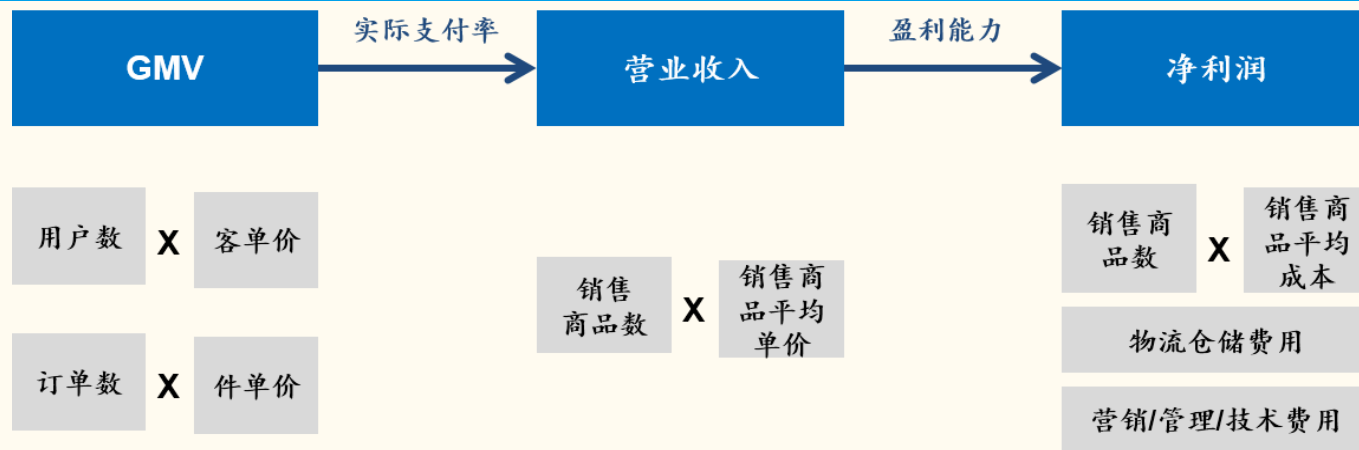 实际支付率
盈利能力
GMV
营业收入
净利润
用户数
X
客单价
订单数
X
件单价
销售
商品数
X
销售商
品平均
单价
销售商
品数
X
销售商
品平均
成本
物流仓储费用
营销/管理/技术费用